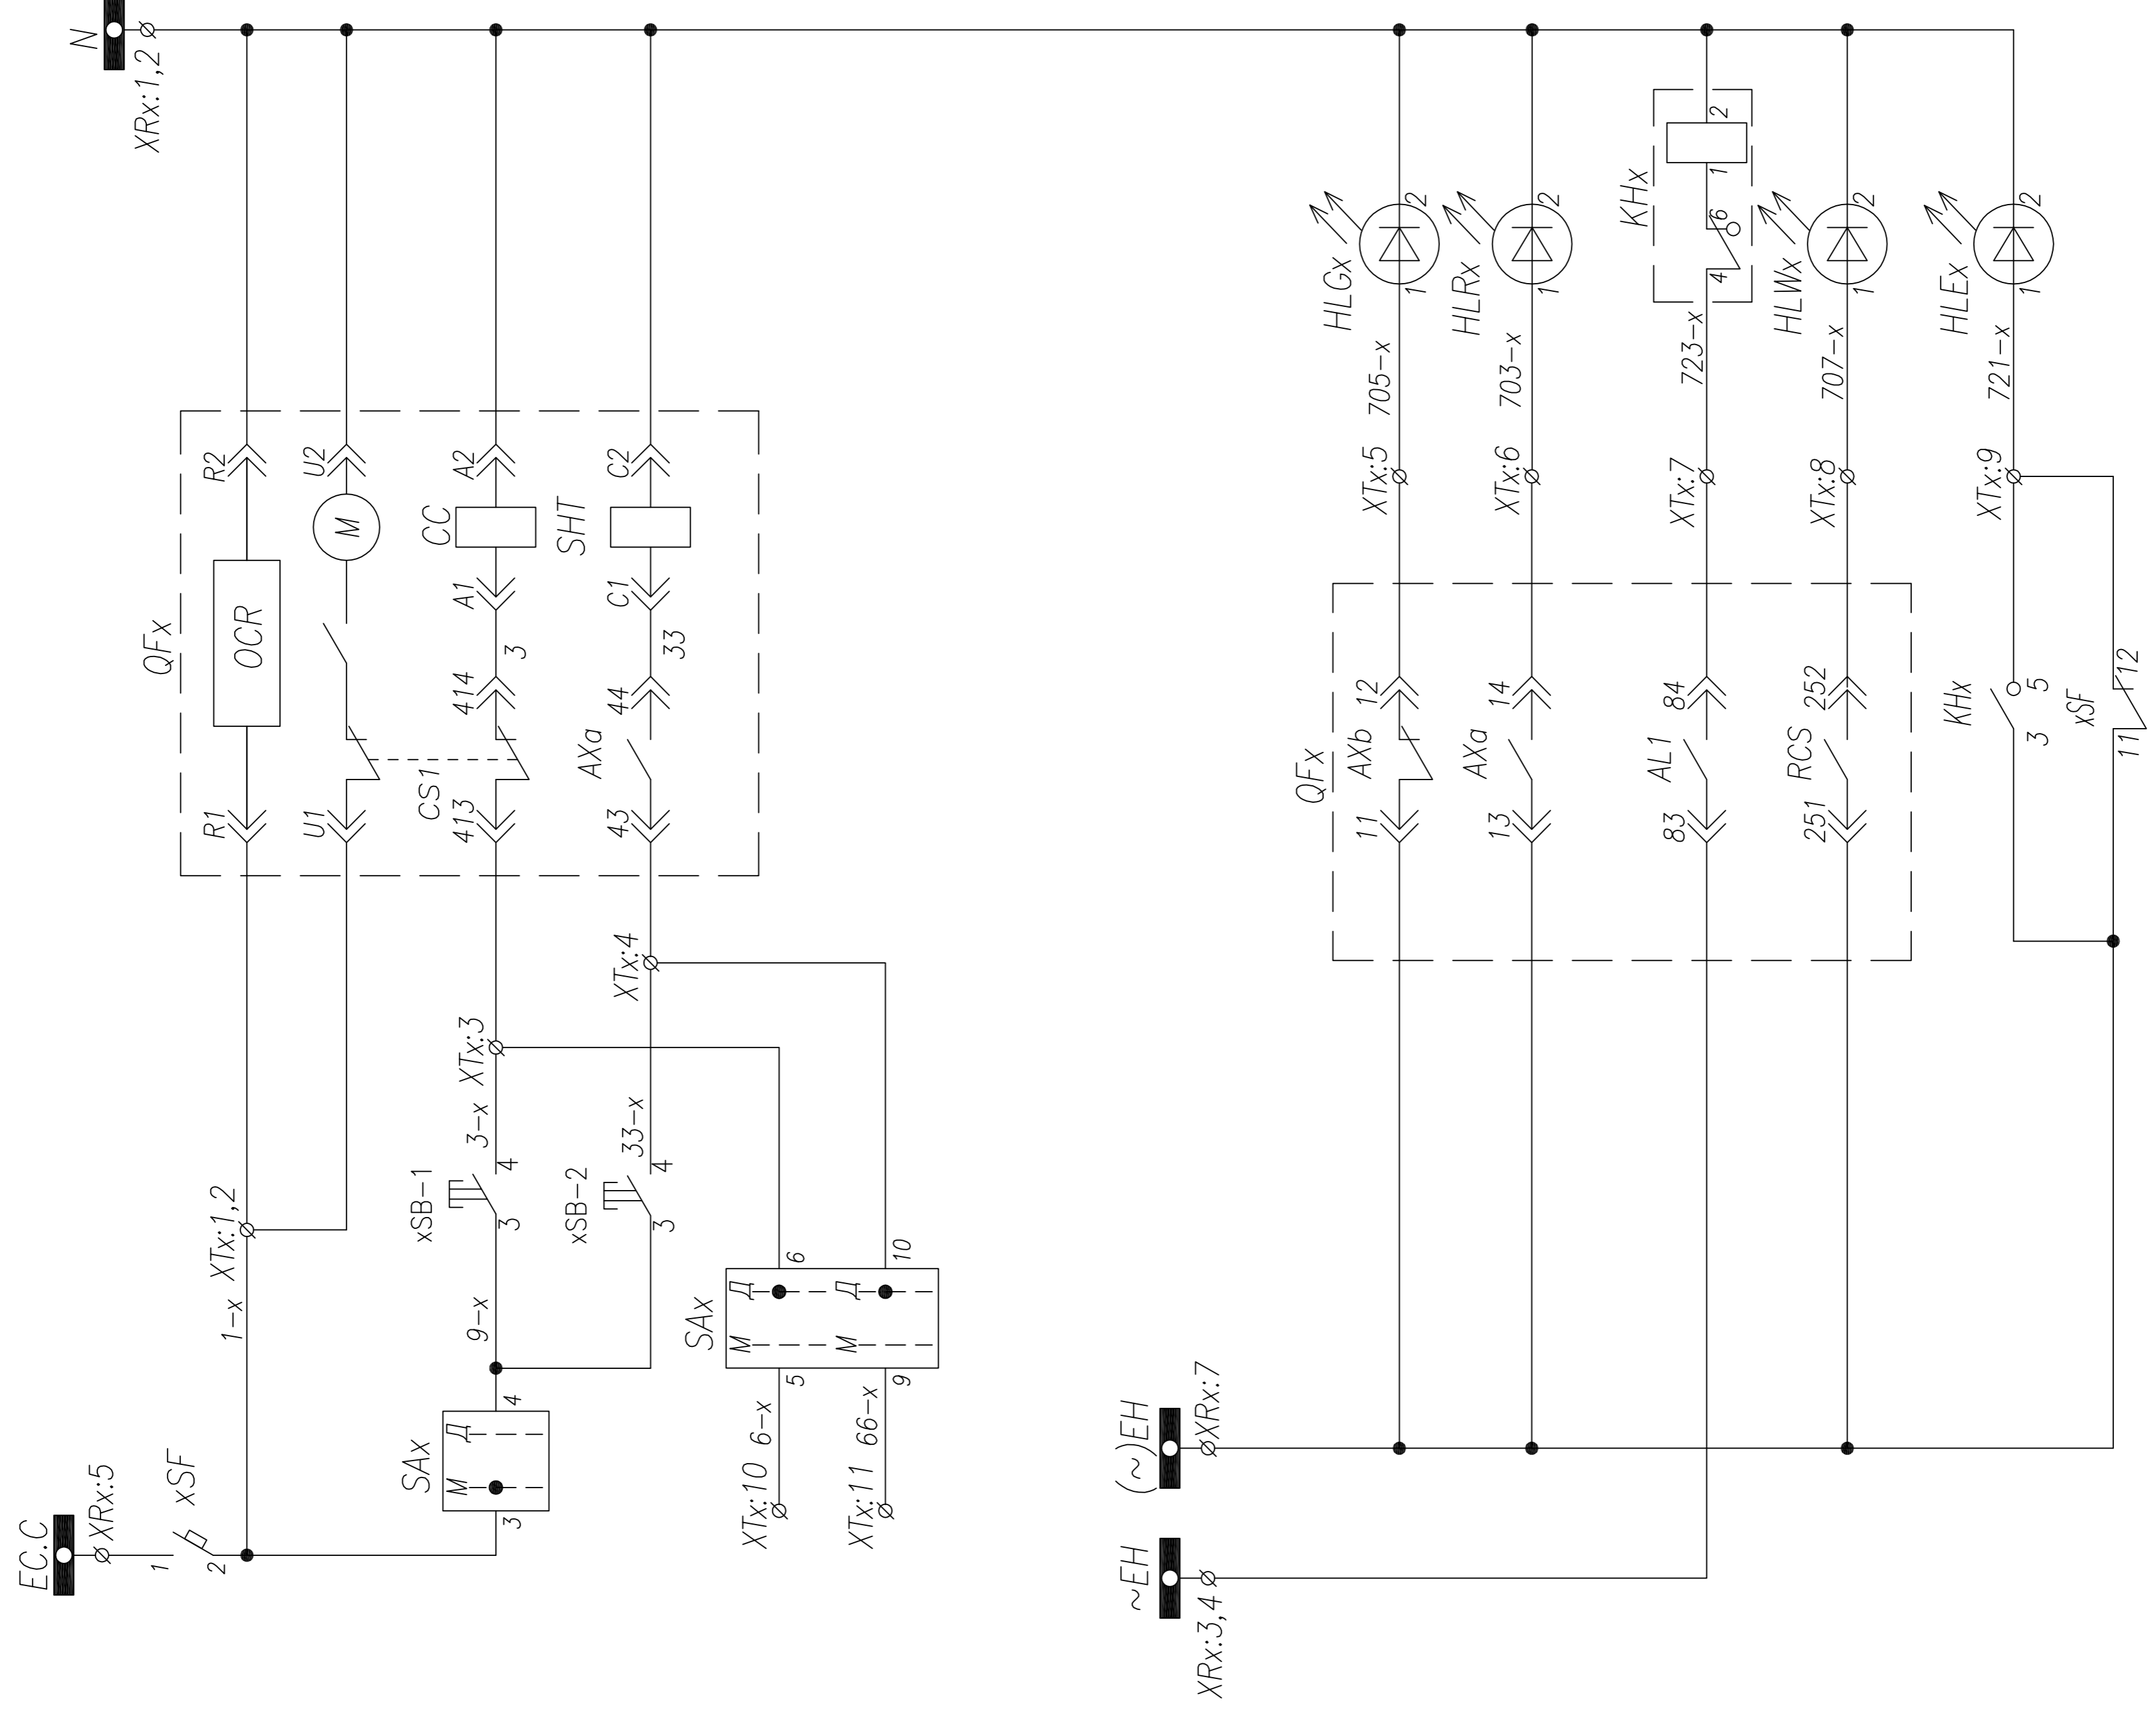 EC.C
XRx:5
N
XRx:1,2
1
xSF
2
QFx
1-x
XTx:1,2
R1
R2
OCR
U1
U2
M
SAx
М
Д
3
4
xSB-1
9-x
3
4
3-x
XTx:3
CS1
413
414
3
A1
CC
A2
xSB-2
3
4
33-x
XTx:4
43
AXa
44
33
C1
SHT
C2
SAx
М
Д
5
6
XTx:10
6-x
М
Д
9
10
XTx:11
66-x
~EH
(~)EH
XRx:3,4
XRx:7
QFx
11
AXb
12
XTx:5
705-x
HLGx
1
2
13
AXa
14
XTx:6
703-x
HLRx
1
2
83
AL1
84
XTx:7
723-x
KHx
4
6
1
2
251
RCS
252
XTx:8
707-x
HLWx
1
2
KHx
3
5
XTx:9
721-x
HLEx
1
2
xSF
11
12